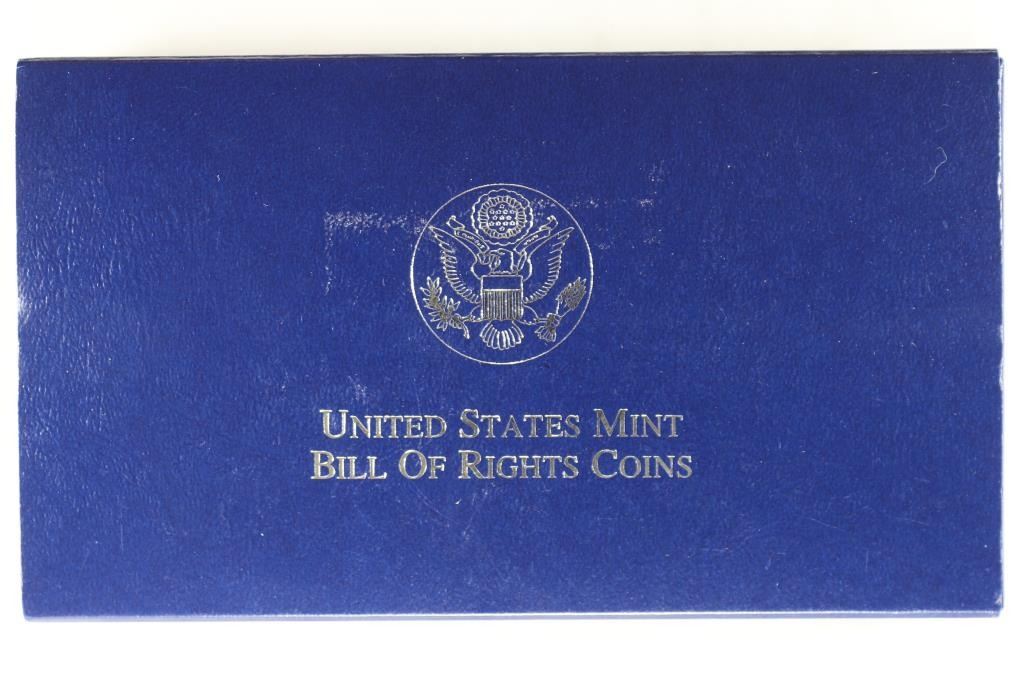 United States Mint
Bill Of Rights Coins